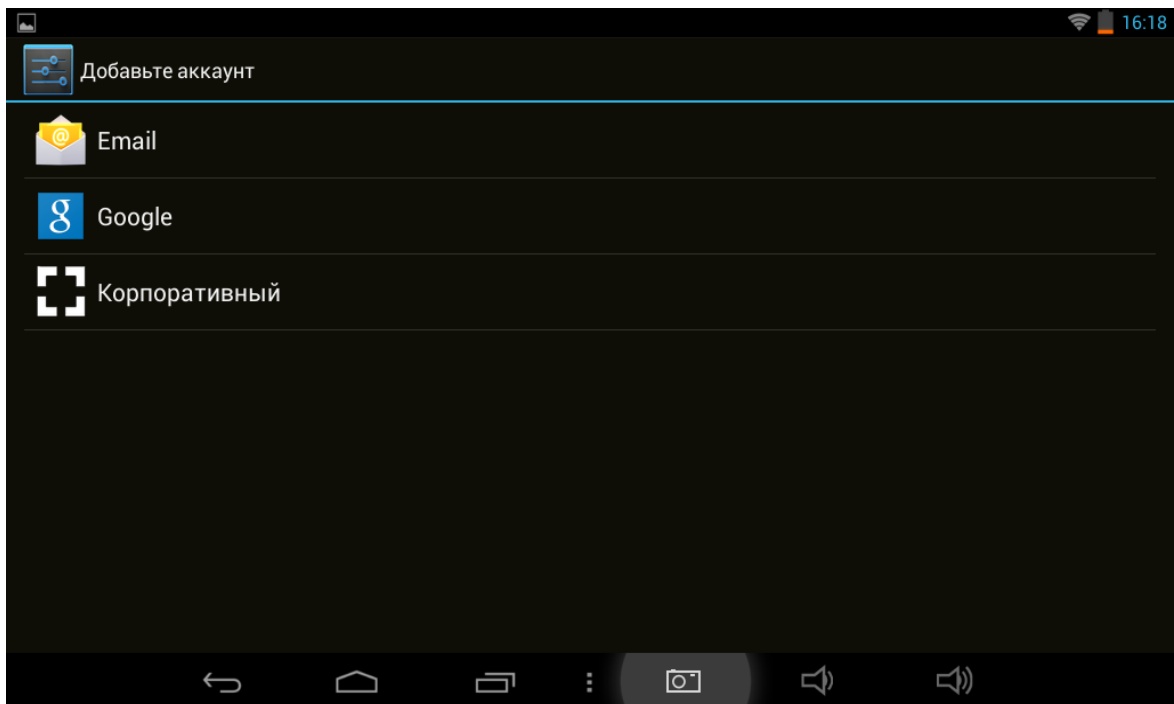 16:18
Добавьте аккаунт
@
Email
g
Google
Корпоративный